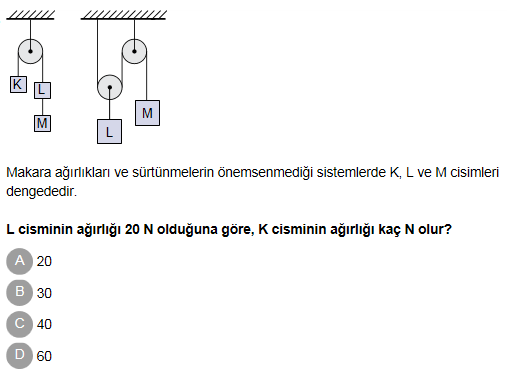 K
L
M
L
M
Makara ağırlıkları ve sürtünmelerin önemsenmediği sistemlerde K, L ve M cisimleri
dengededir.
L cisminin ağırlığı 20 N olduğuna göre, K cisminin ağırlığı kaç N olur?
A 20
B 30
C 40
D 60